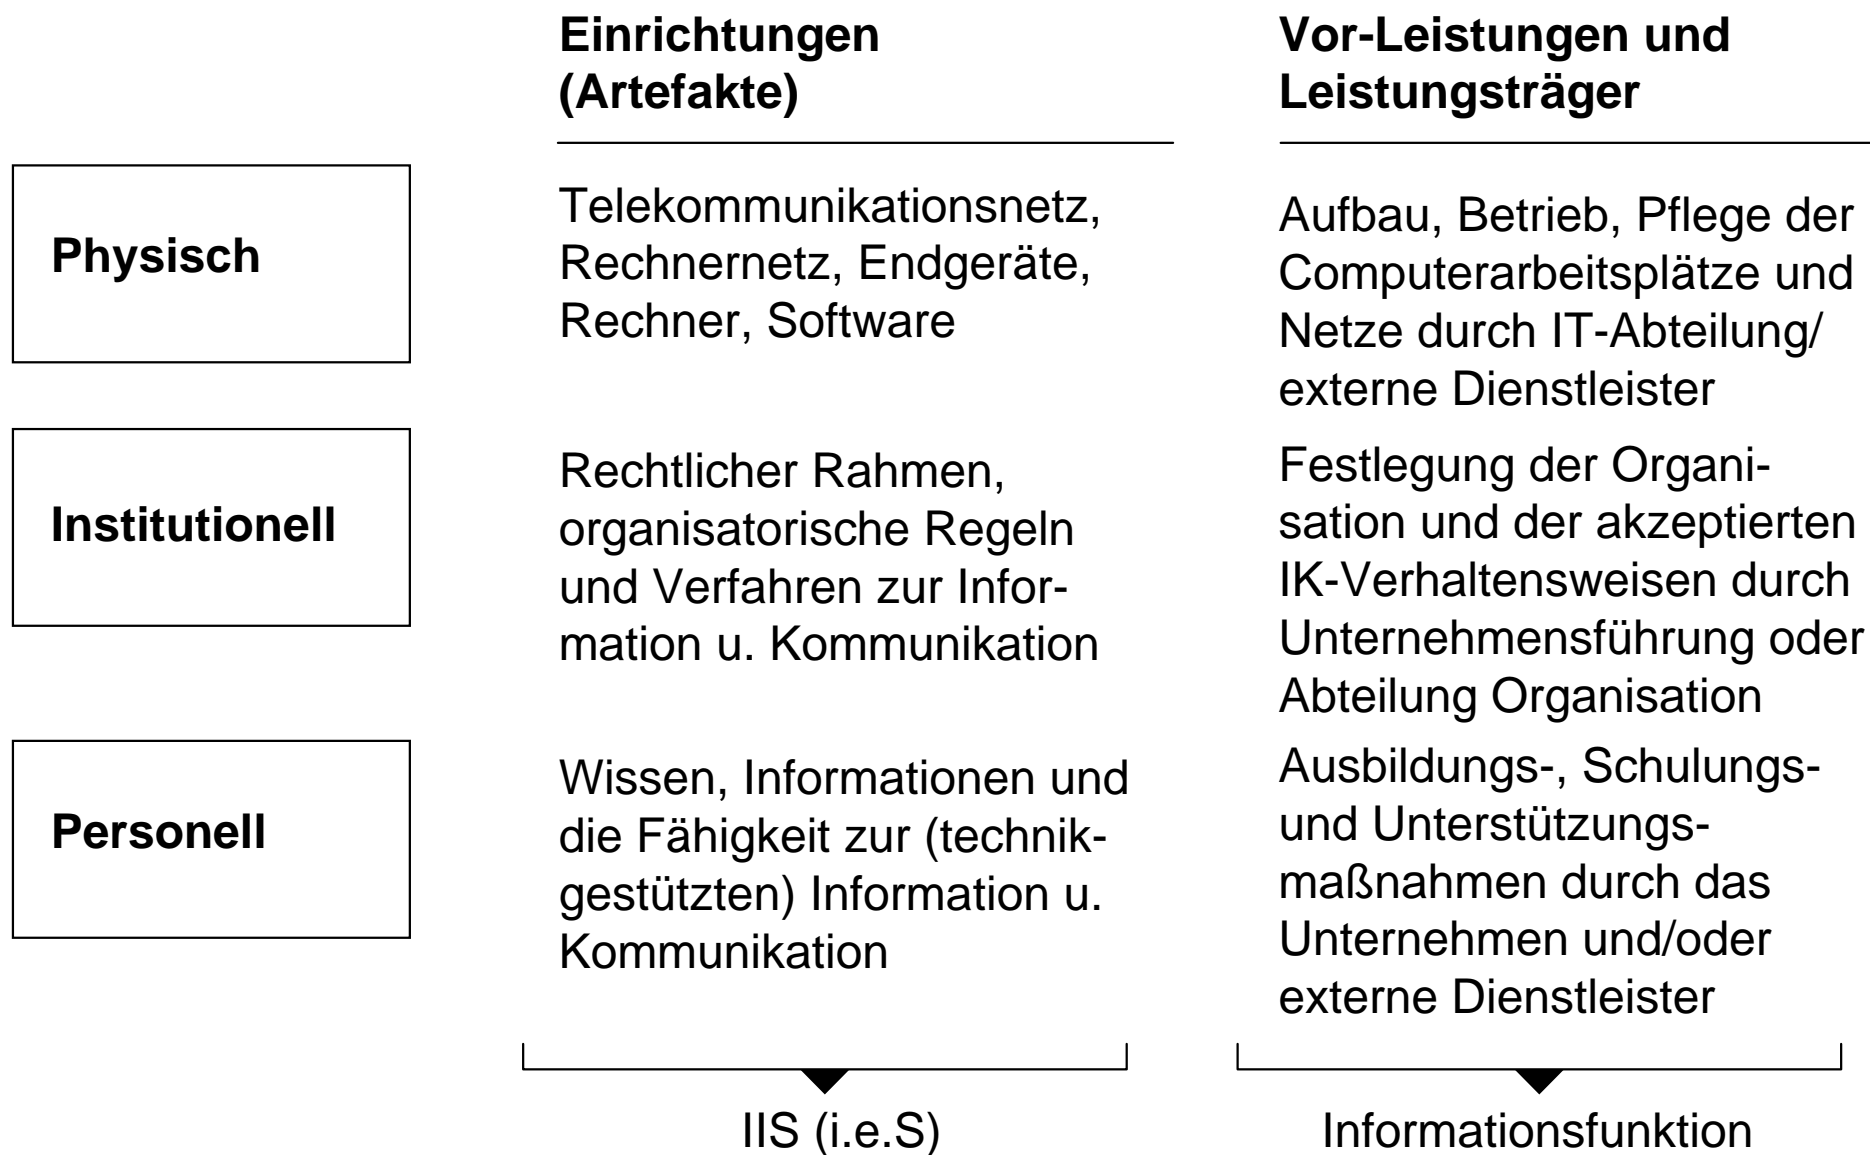 Einrichtungen
(Artefakte)
Vor-Leistungen und
Leistungsträger
Physisch
Telekommunikationsnetz,
Rechnernetz, Endgeräte,
Rechner, Software
Aufbau, Betrieb, Pflege der
Computerarbeitsplätze und
Netze durch IT-Abteilung/
externe Dienstleister
Institutionell
Rechtlicher Rahmen,
organisatorische Regeln
und Verfahren zur Infor-
mation u. Kommunikation
Festlegung der Organi-
sation und der akzeptierten
IK-Verhaltensweisen durch
Unternehmensführung oder
Abteilung Organisation
Personell
Wissen, Informationen und
die Fähigkeit zur (technik-
gestützten) Information u.
Kommunikation
Ausbildungs-, Schulungs-
und Unterstützungs-
maßnahmen durch das
Unternehmen und/oder
externe Dienstleister
IIS (i.e.S)
Informationsfunktion